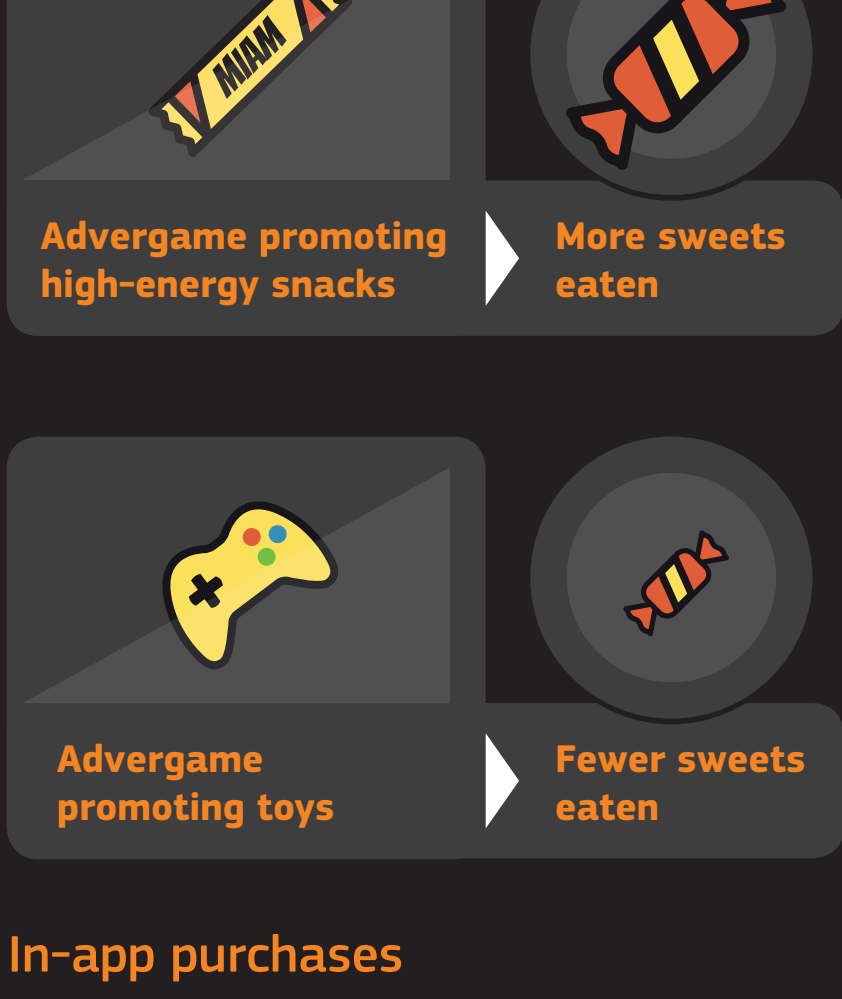 MIAM
Advergame promoting
high-energy snacks
More sweets
eaten
Advergame
promoting toys
Fewer sweets
eaten
In-app purchases